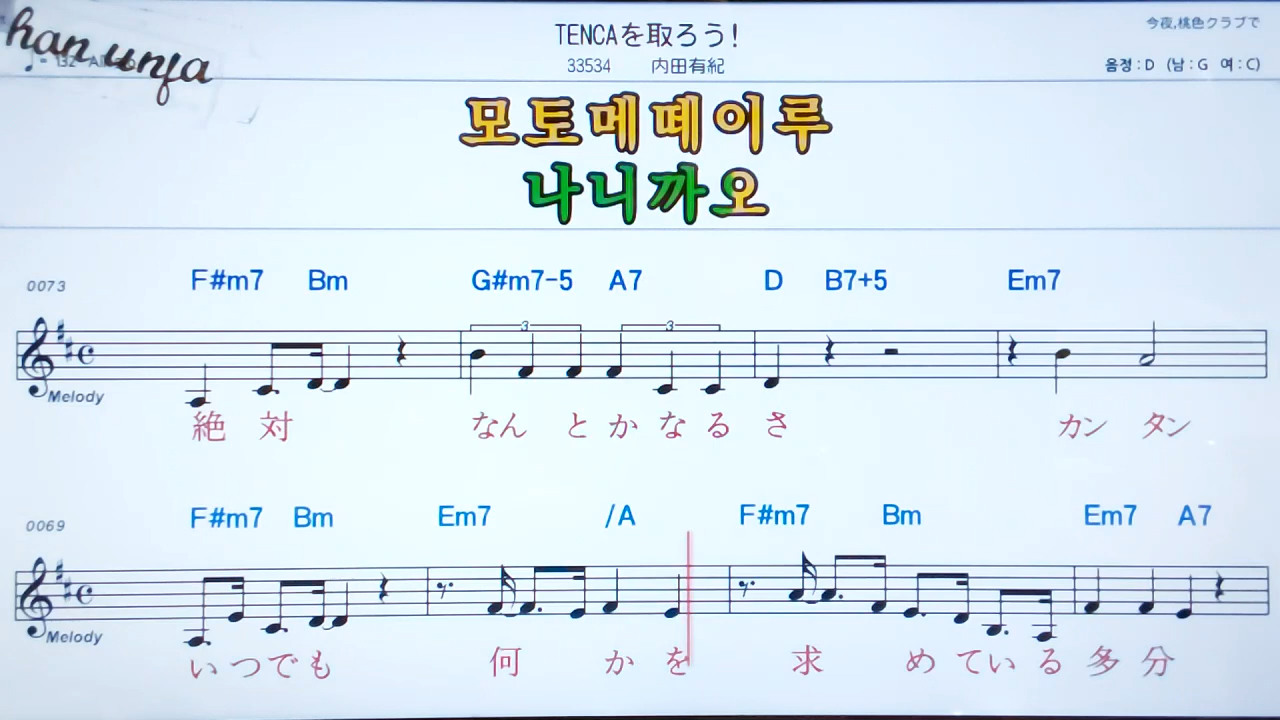 han unja
TENCAを取ろう!
今夜,桃色クラブで
33534 内田有紀
음정 : D (남 : G 여 : C)
모토메떼이루
나니까오
0073 F#m7 Bm G#m7-5 A7 D B7+5 Em7
3 3
Melody
絶対 なんとかなるさ カンタン
0069 F#m7 Bm Em7 /A F#m7 Bm Em7 A7
Melody
いつでも 何かを 求めている多分